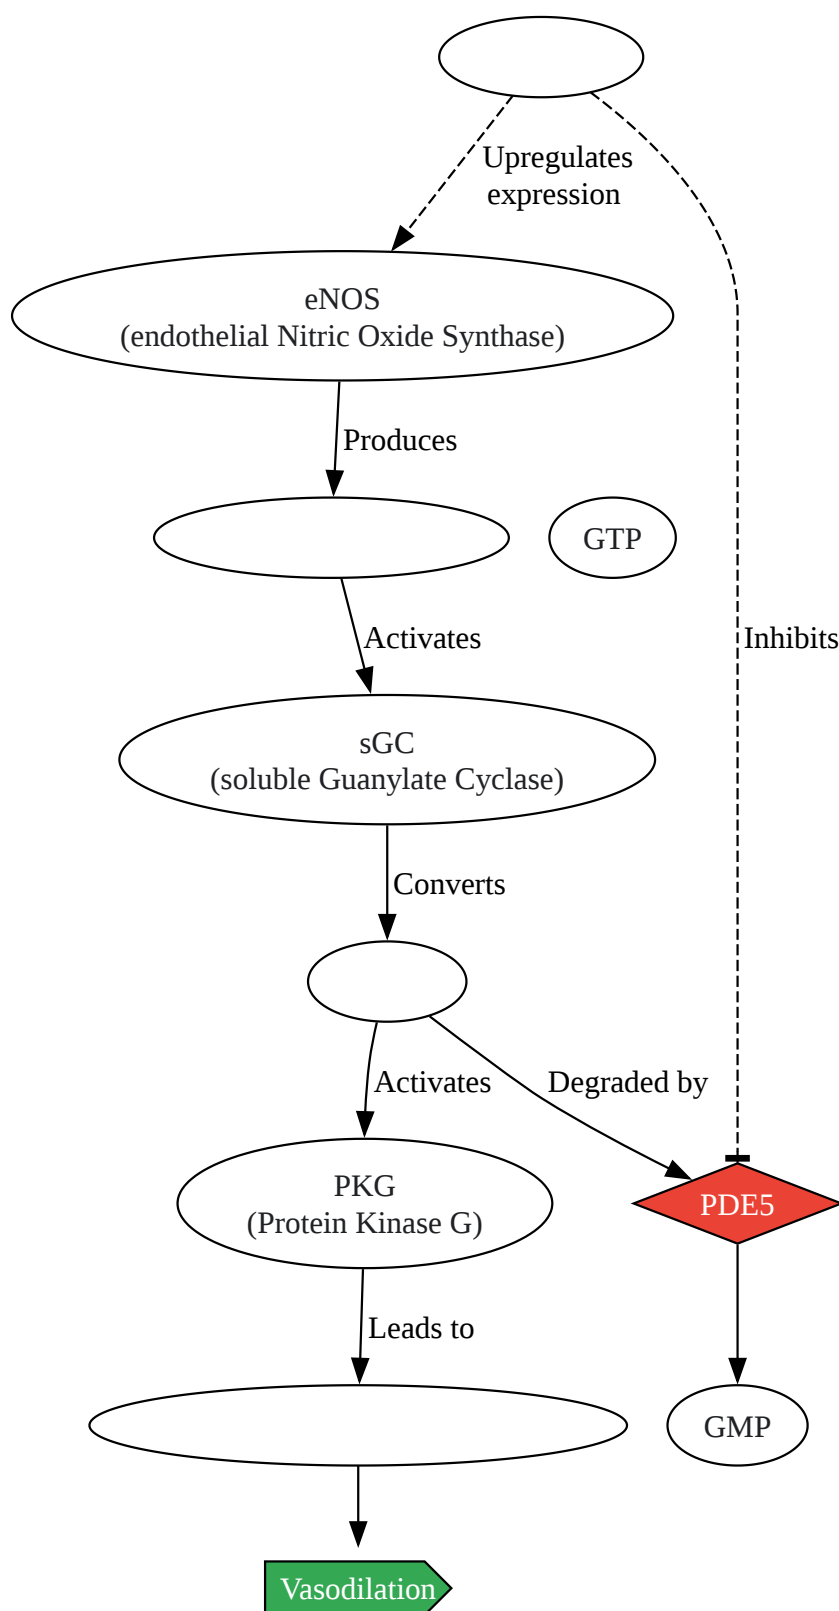 Upregulates
expression
eNOS
(endothelial Nitric Oxide Synthase)
Produces
GTP
Activates
Inhibits
sGC
(soluble Guanylate Cyclase)
Converts
Activates
Degraded by
PKG
(Protein Kinase G)
PDE5
Leads to
GMP
Vasodilation